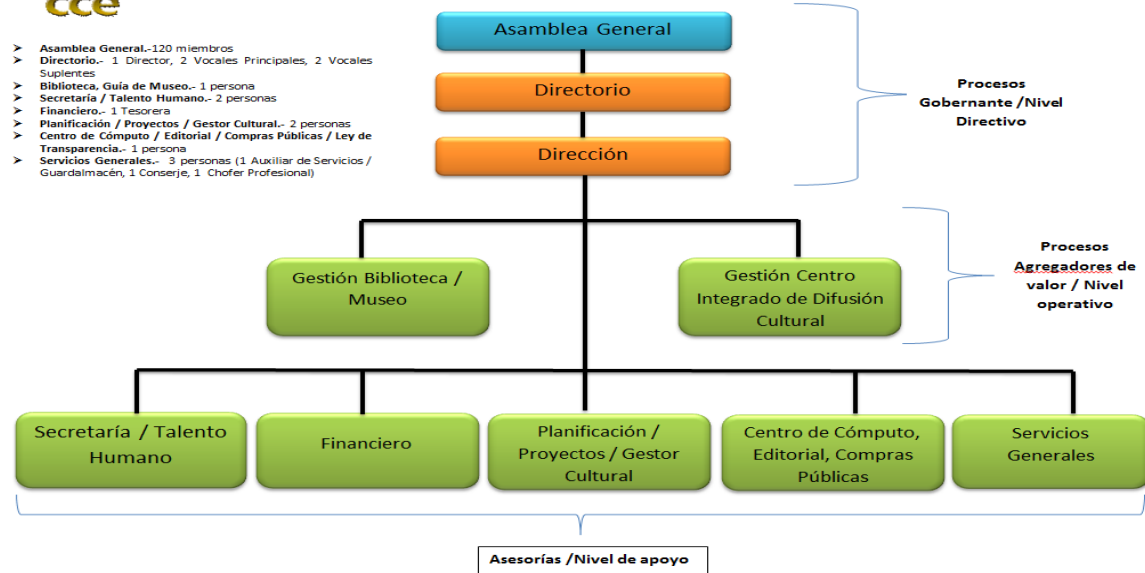 cce
➤ Asamblea General.-120 miembros
➤ Directorio.- 1 Director, 2 Vocales Principales, 2 Vocales
Suplentes
➤ Biblioteca, Guía de Museo.- 1 persona
➤ Secretaría / Talento Humano.- 2 personas
➤ Financiero.- 1 Tesorera
➤ Planificación / Proyectos / Gestor Cultural.- 2 personas
➤ Centro de Cómputo / Editorial / Compras Públicas / Ley de
Transparencia.- 1 persona
➤ Servicios Generales.- 3 personas (1 Auxiliar de Servicios /
Guardalmacén, 1 Conserje, 1 Chofer Profesional)
Asamblea General
Directorio
Dirección
Procesos
Gobernante /Nivel
Directivo
Gestión Biblioteca /
Museo
Gestión Centro
Integrado de Difusión
Cultural
Procesos
Agregadores de
valor / Nivel
operativo
Secretaría / Talento
Humano
Financiero
Planificación /
Proyectos / Gestor
Cultural
Centro de Cómputo,
Editorial, Compras
Públicas
Servicios
Generales
Asesorías /Nivel de apoyo